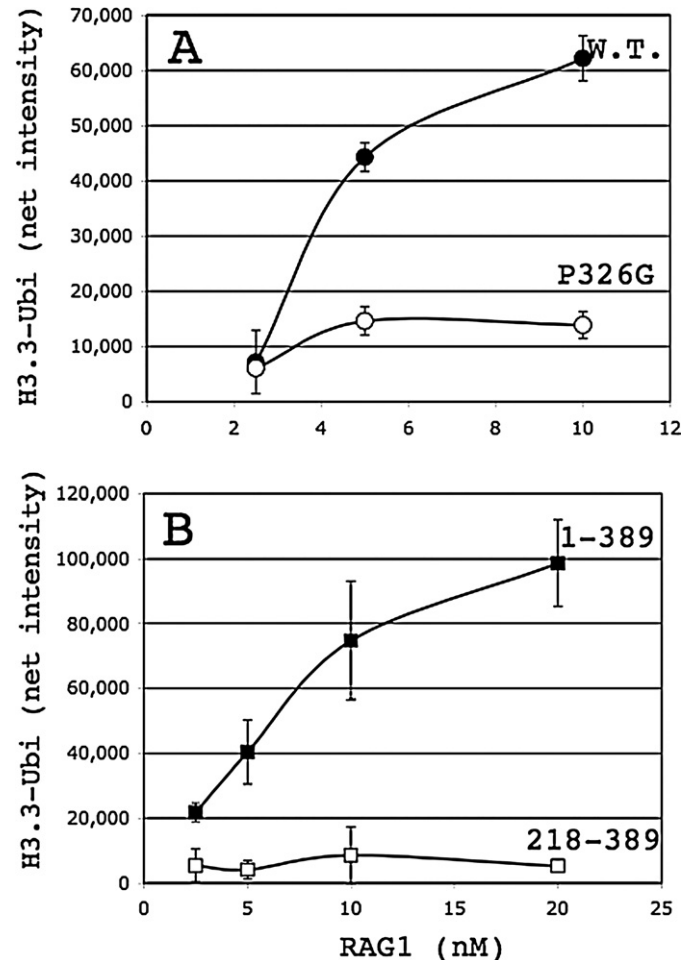 A
H3.3-Ubi (net intensity)
70,000
60,000
50,000
40,000
30,000
20,000
10,000
0
W.T.
P326G
0 2 4 6 8 10 12
B
H3.3-Ubi (net intensity)
120,000
100,000
80,000
60,000
40,000
20,000
0
1-389
218-389
0 5 10 15 20 25
RAG1 (nM)